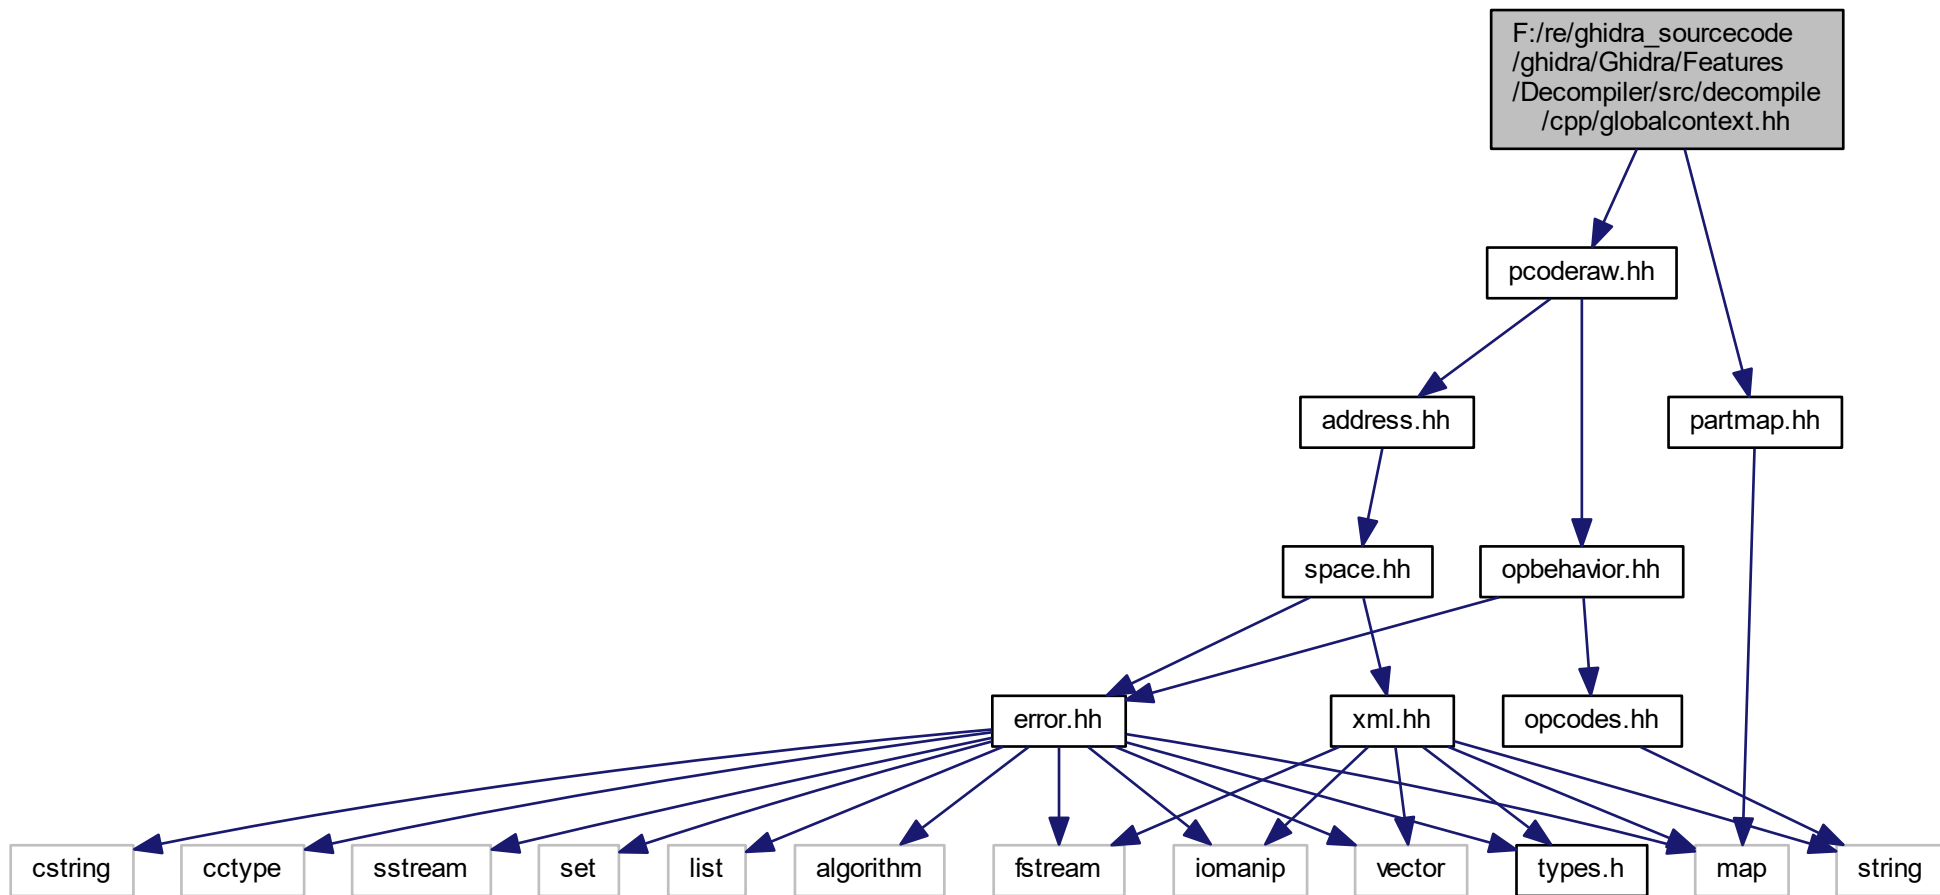 F:/re/ghidra_sourcecode
/ghidra/Ghidra/Features
/Decompiler/src/decompile
/cpp/globalcontext.hh
pcoderaw.hh
address.hh
partmap.hh
space.hh
opbehavior.hh
error.hh
xml.hh
opcodes.hh
cstring
cctype
sstream
set
list
algorithm
fstream
iomanip
vector
types.h
map
string